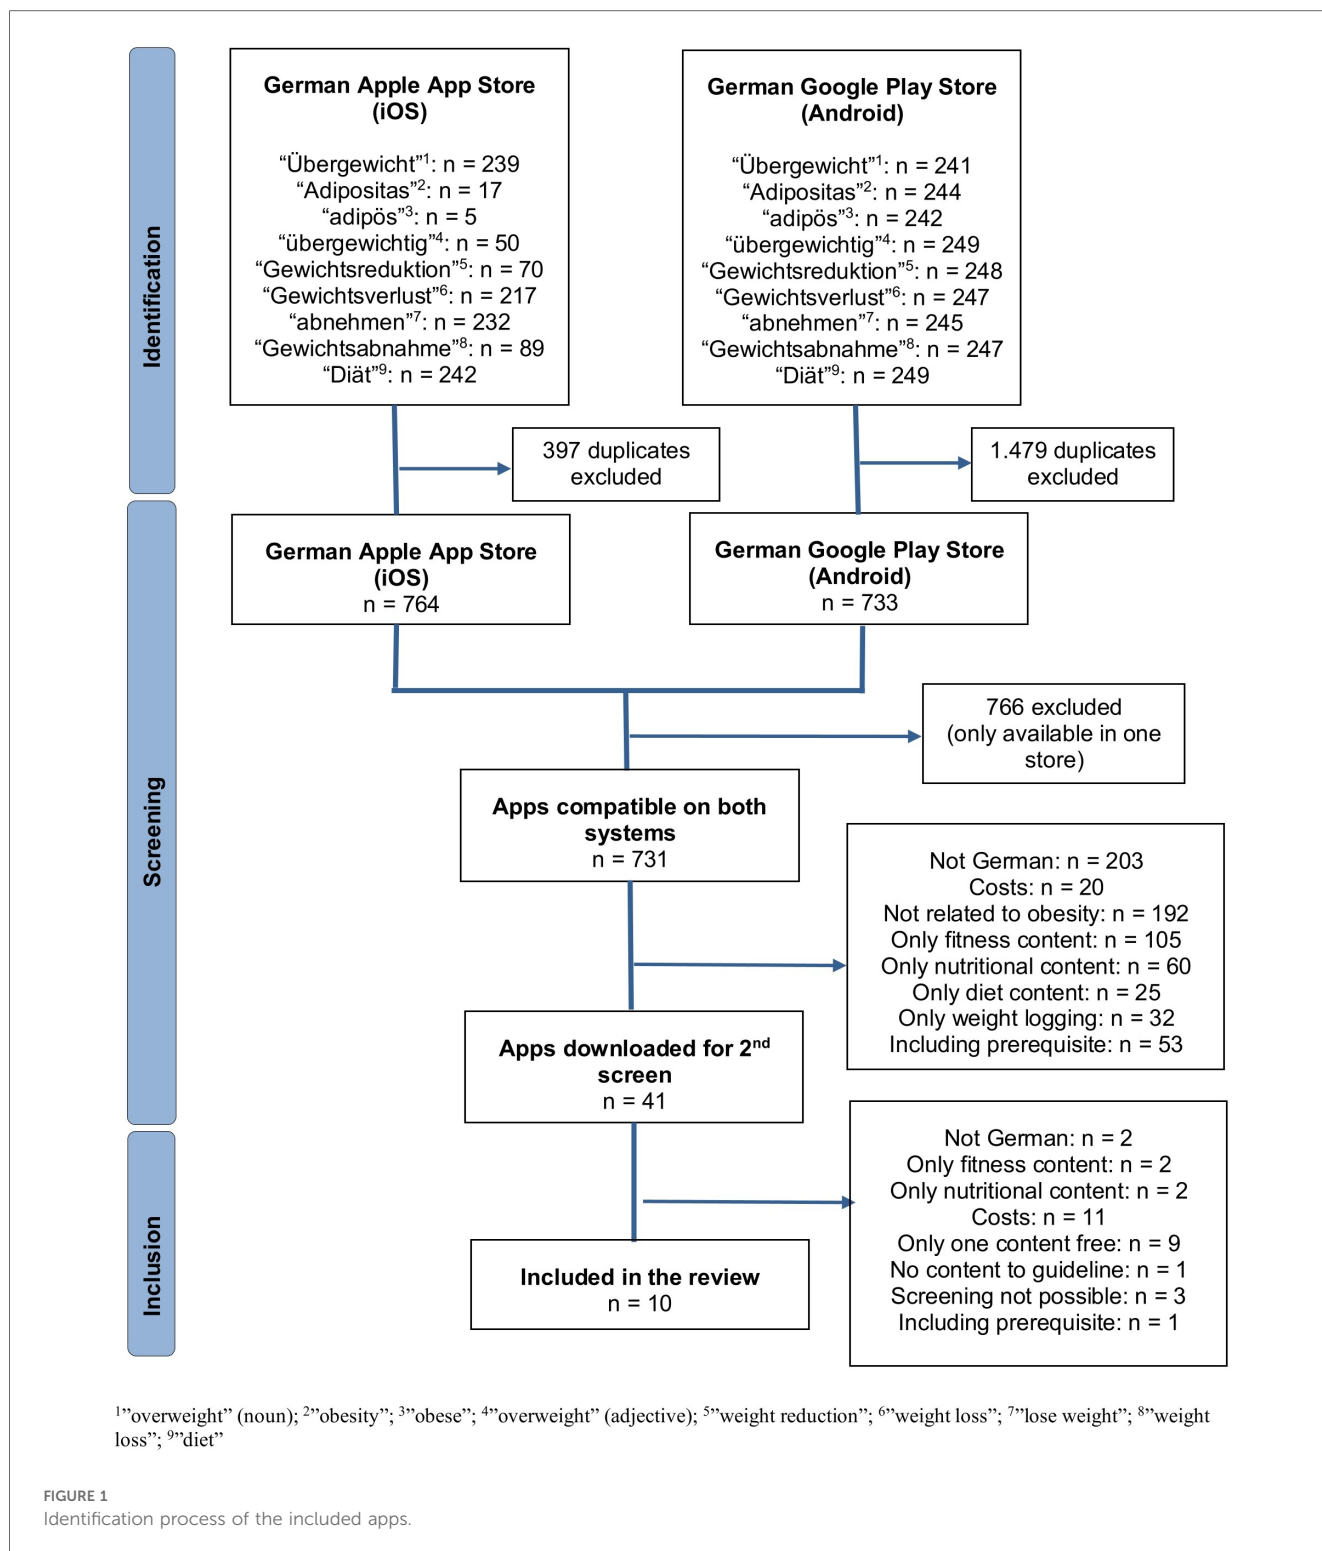 Identification
German Apple App Store
(iOS)
“Übergewicht”¹: n = 239
“Adipositas”²: n = 17
“adipös”³: n = 5
“übergewichtig”⁴: n = 50
“Gewichtsreduktion”⁵: n = 70
“Gewichtsverlust”⁶: n = 217
“abnehmen”⁷: n = 232
“Gewichtsabnahme”⁸: n = 89
“Diät”⁹: n = 242
German Google Play Store
(Android)
“Übergewicht”¹: n = 241
“Adipositas”²: n = 244
“adipös”³: n = 242
“übergewichtig”⁴: n = 249
“Gewichtsreduktion”⁵: n = 248
“Gewichtsverlust”⁶: n = 247
“abnehmen”⁷: n = 245
“Gewichtsabnahme”⁸: n = 247
“Diät”⁹: n = 249
397 duplicates
excluded
1.479 duplicates
excluded
Screening
German Apple App Store
(iOS)
n = 764
German Google Play Store
(Android)
n = 733
766 excluded
(only available in one
store)
Apps compatible on both
systems
n = 731
Not German: n = 203
Costs: n = 20
Not related to obesity: n = 192
Only fitness content: n = 105
Only nutritional content: n = 60
Only diet content: n = 25
Only weight logging: n = 32
Including prerequisite: n = 53
Apps downloaded for 2ⁿᵈ
screen
n = 41
Inclusion
Not German: n = 2
Only fitness content: n = 2
Only nutritional content: n = 2
Costs: n = 11
Only one content free: n = 9
No content to guideline: n = 1
Screening not possible: n = 3
Including prerequisite: n = 1
Included in the review
n = 10
¹”overweight” (noun); ²”obesity”; ³”obese”; ⁴”overweight” (adjective); ⁵”weight reduction”; ⁶”weight loss”; ⁷”lose weight”; ⁸”weight
loss”; ⁹”diet”
FIGURE 1
Identification process of the included apps.